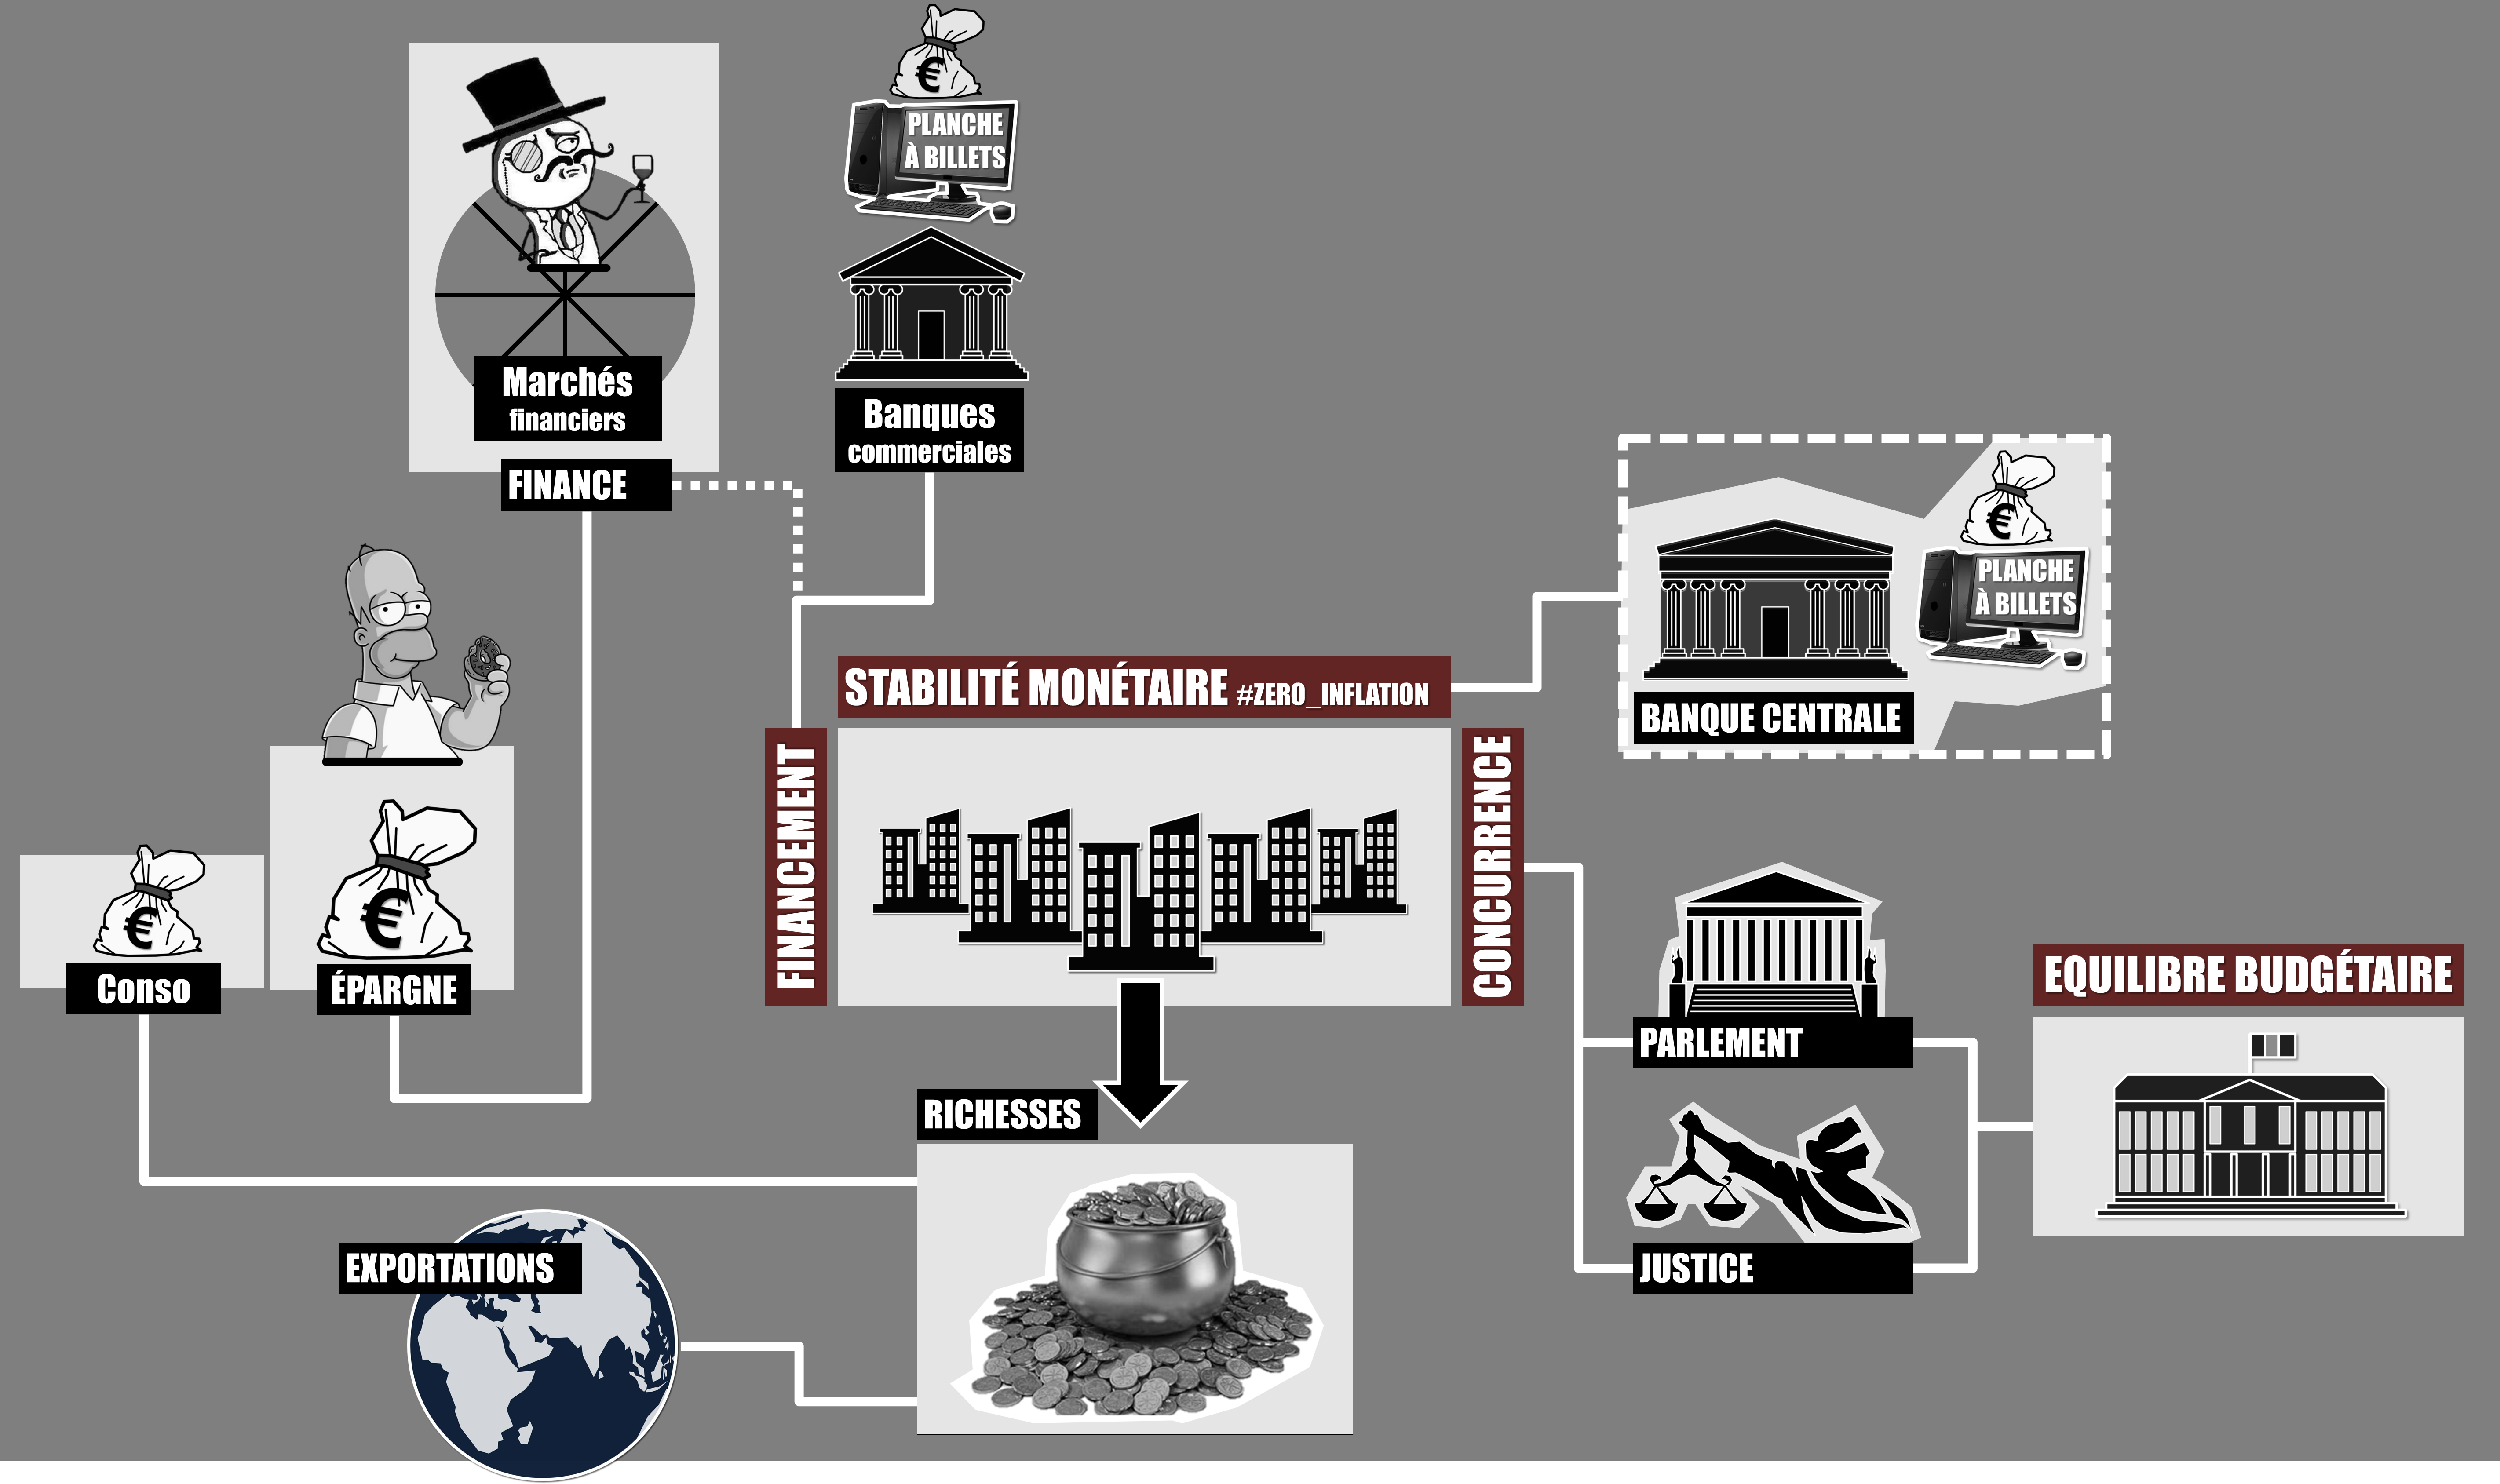 €
PLANCHE
À BILLETS
Marchés
financiers
Banques
commerciales
FINANCE
€
PLANCHE
À BILLETS
BANQUE CENTRALE
STABILITÉ MONÉTAIRE #ZERO_INFLATION
FINANCEMENT
CONCURRENCE
€
Conso
€
ÉPARGNE
PARLEMENT
EQUILIBRE BUDGÉTAIRE
RICHESSES
EXPORTATIONS
JUSTICE